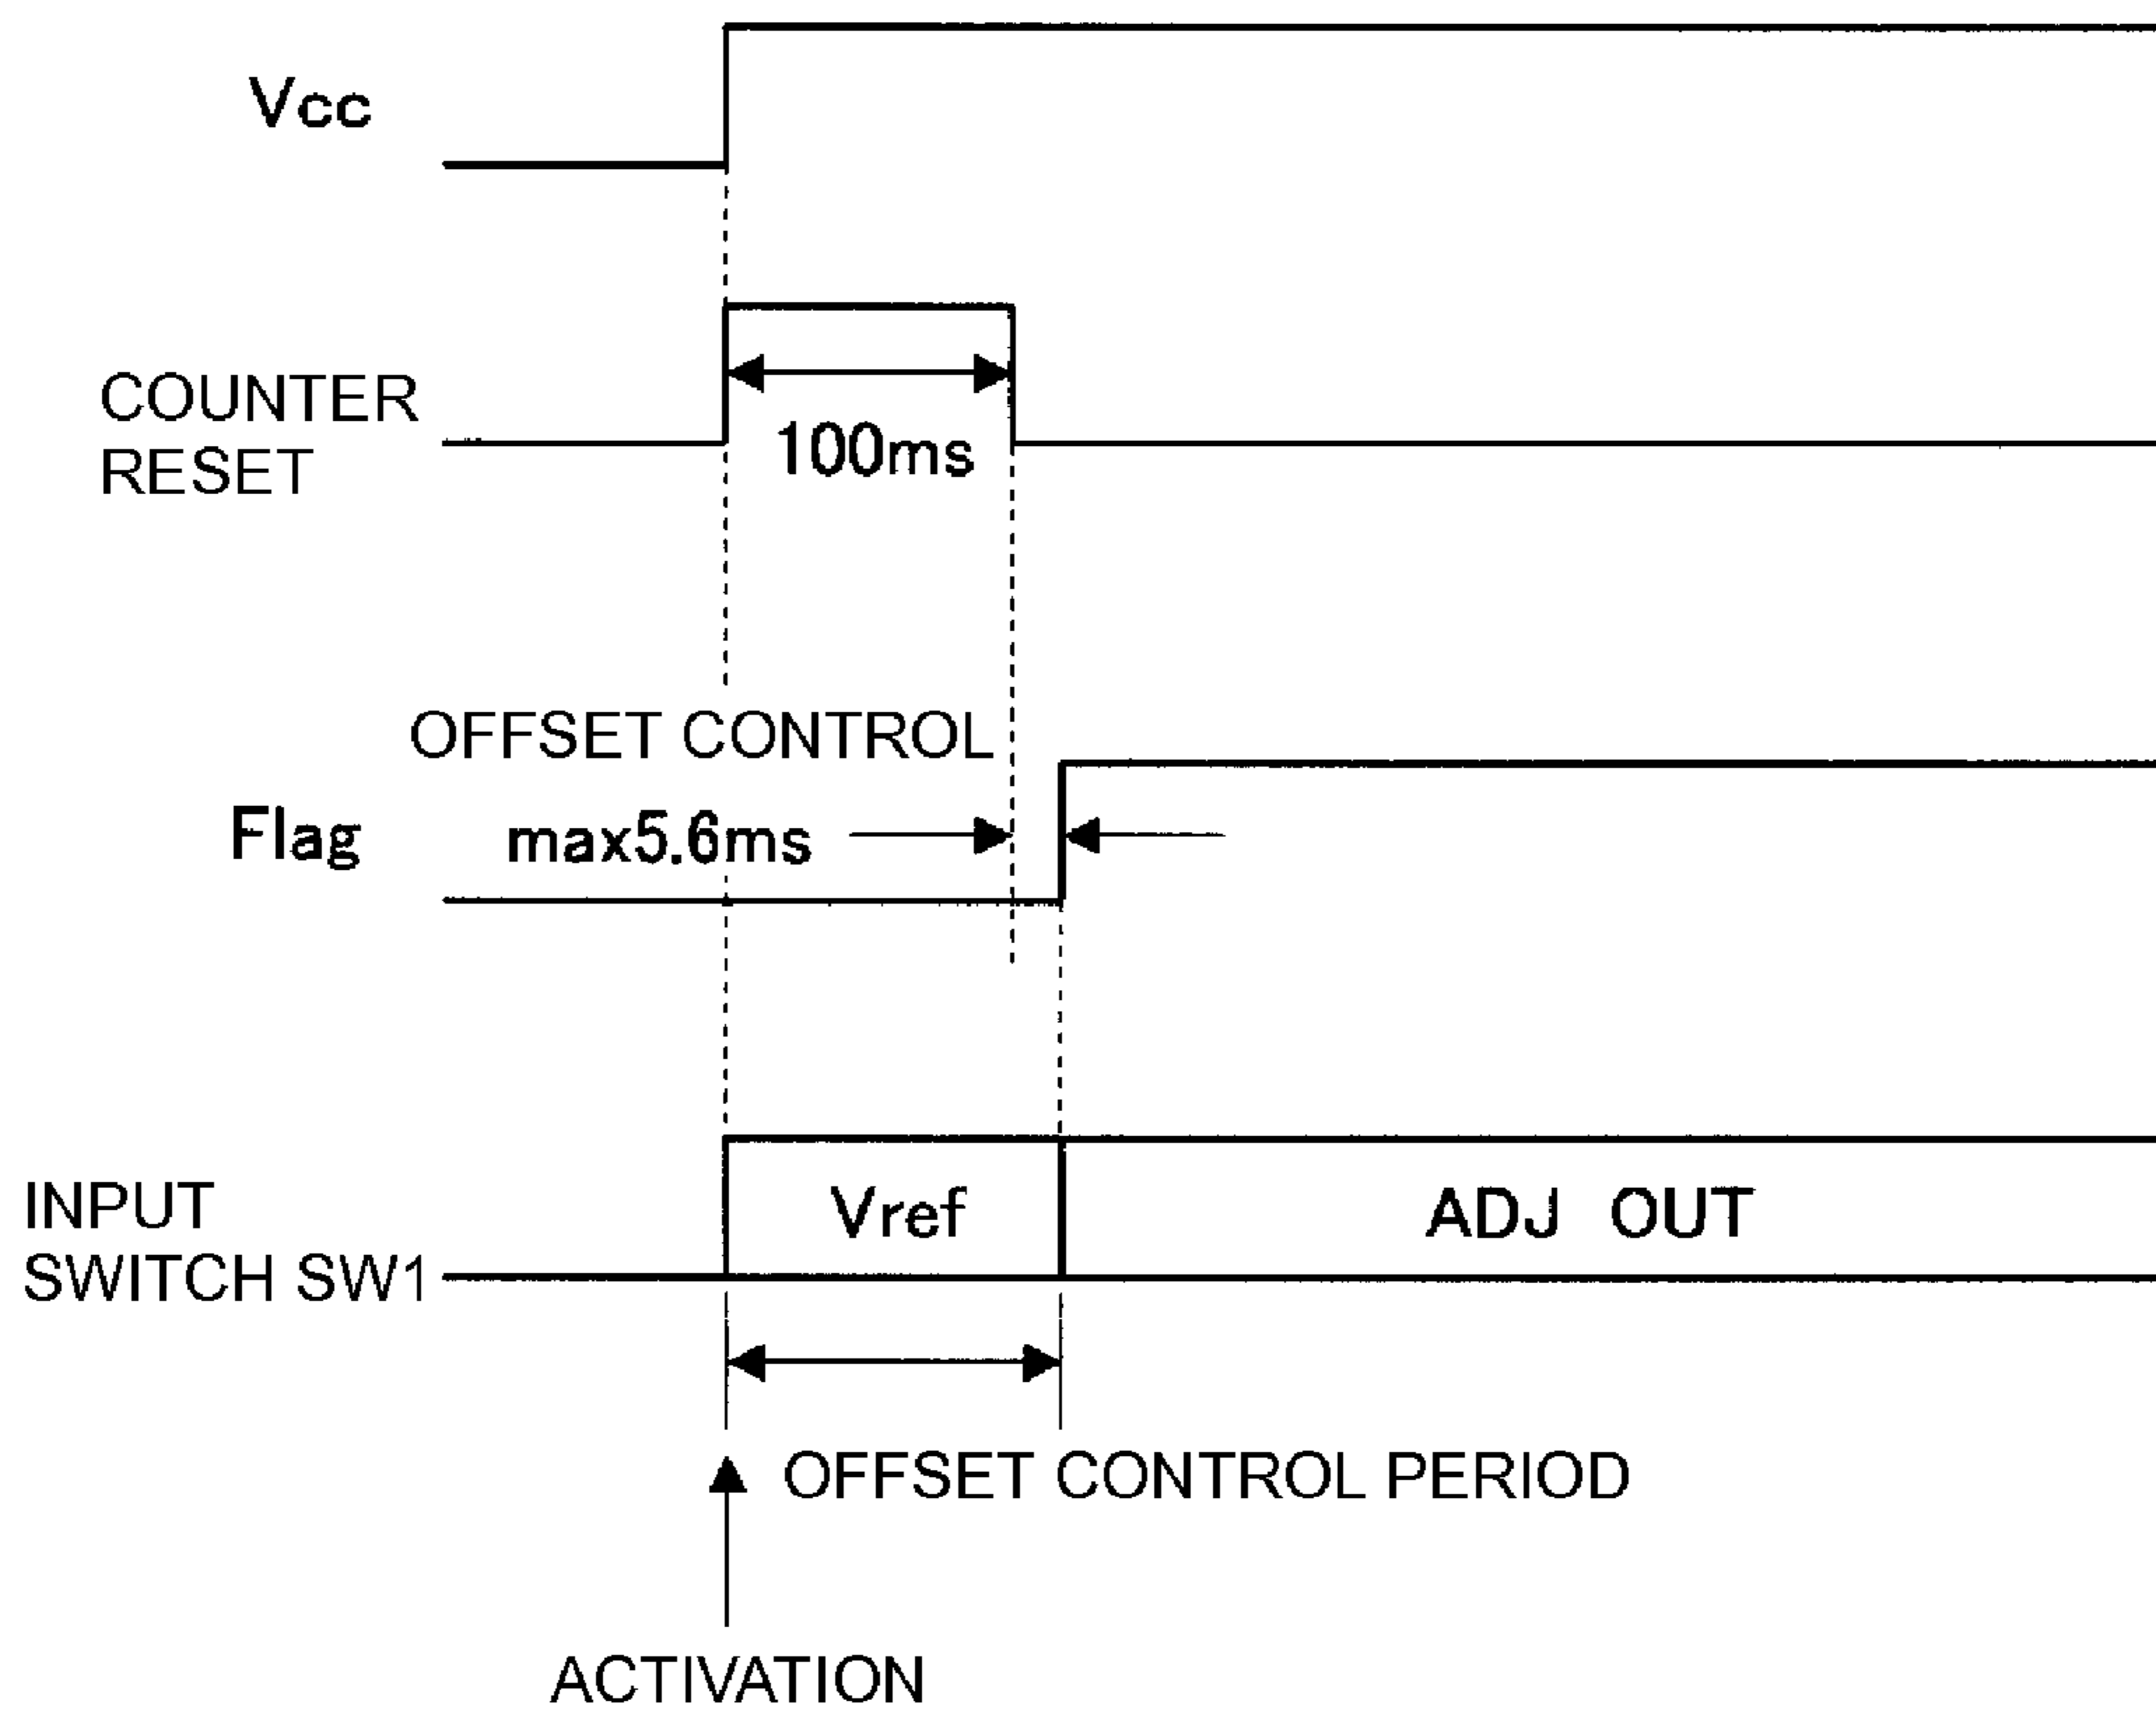 Vcc
COUNTER
RESET
100ms
OFFSET CONTROL
Flag
max5.6ms
INPUT
SWITCH SW1
Vref
ADJ OUT
OFFSET CONTROL PERIOD
ACTIVATION